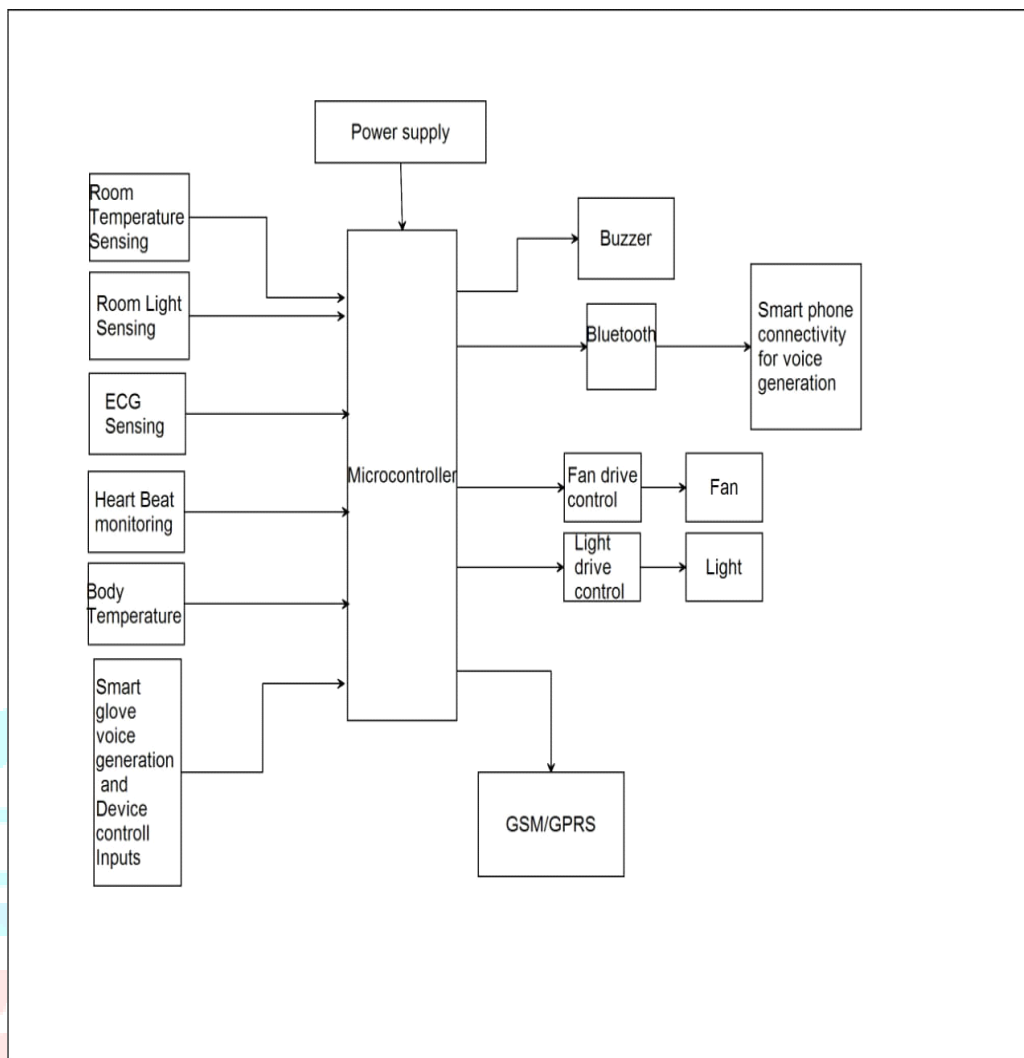 Power supply
Room
Temperature
Sensing
Room Light
Sensing
ECG
Sensing
Heart Beat
monitoring
Body
Temperature
Smart
glove
voice
generation
and
Device
controll
Inputs
Microcontroller
Buzzer
Bluetooth
Smart phone
connectivity
for voice
generation
Fan drive
control
Fan
Light
drive
control
Light
GSM/GPRS